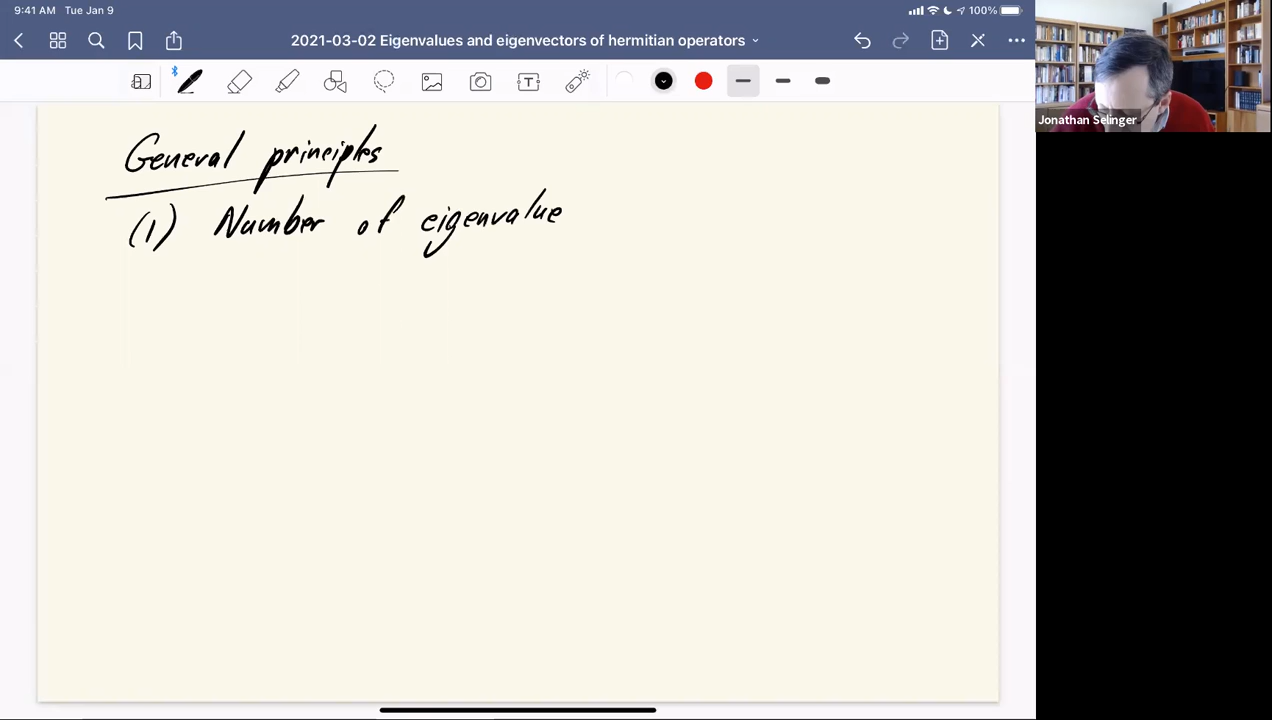 9:41 AM Tue Jan 9
100%
2021-03-02 Eigenvalues and eigenvectors of hermitian operators
Jonathan Selinger
General principles
(1) Number of eigenvalue